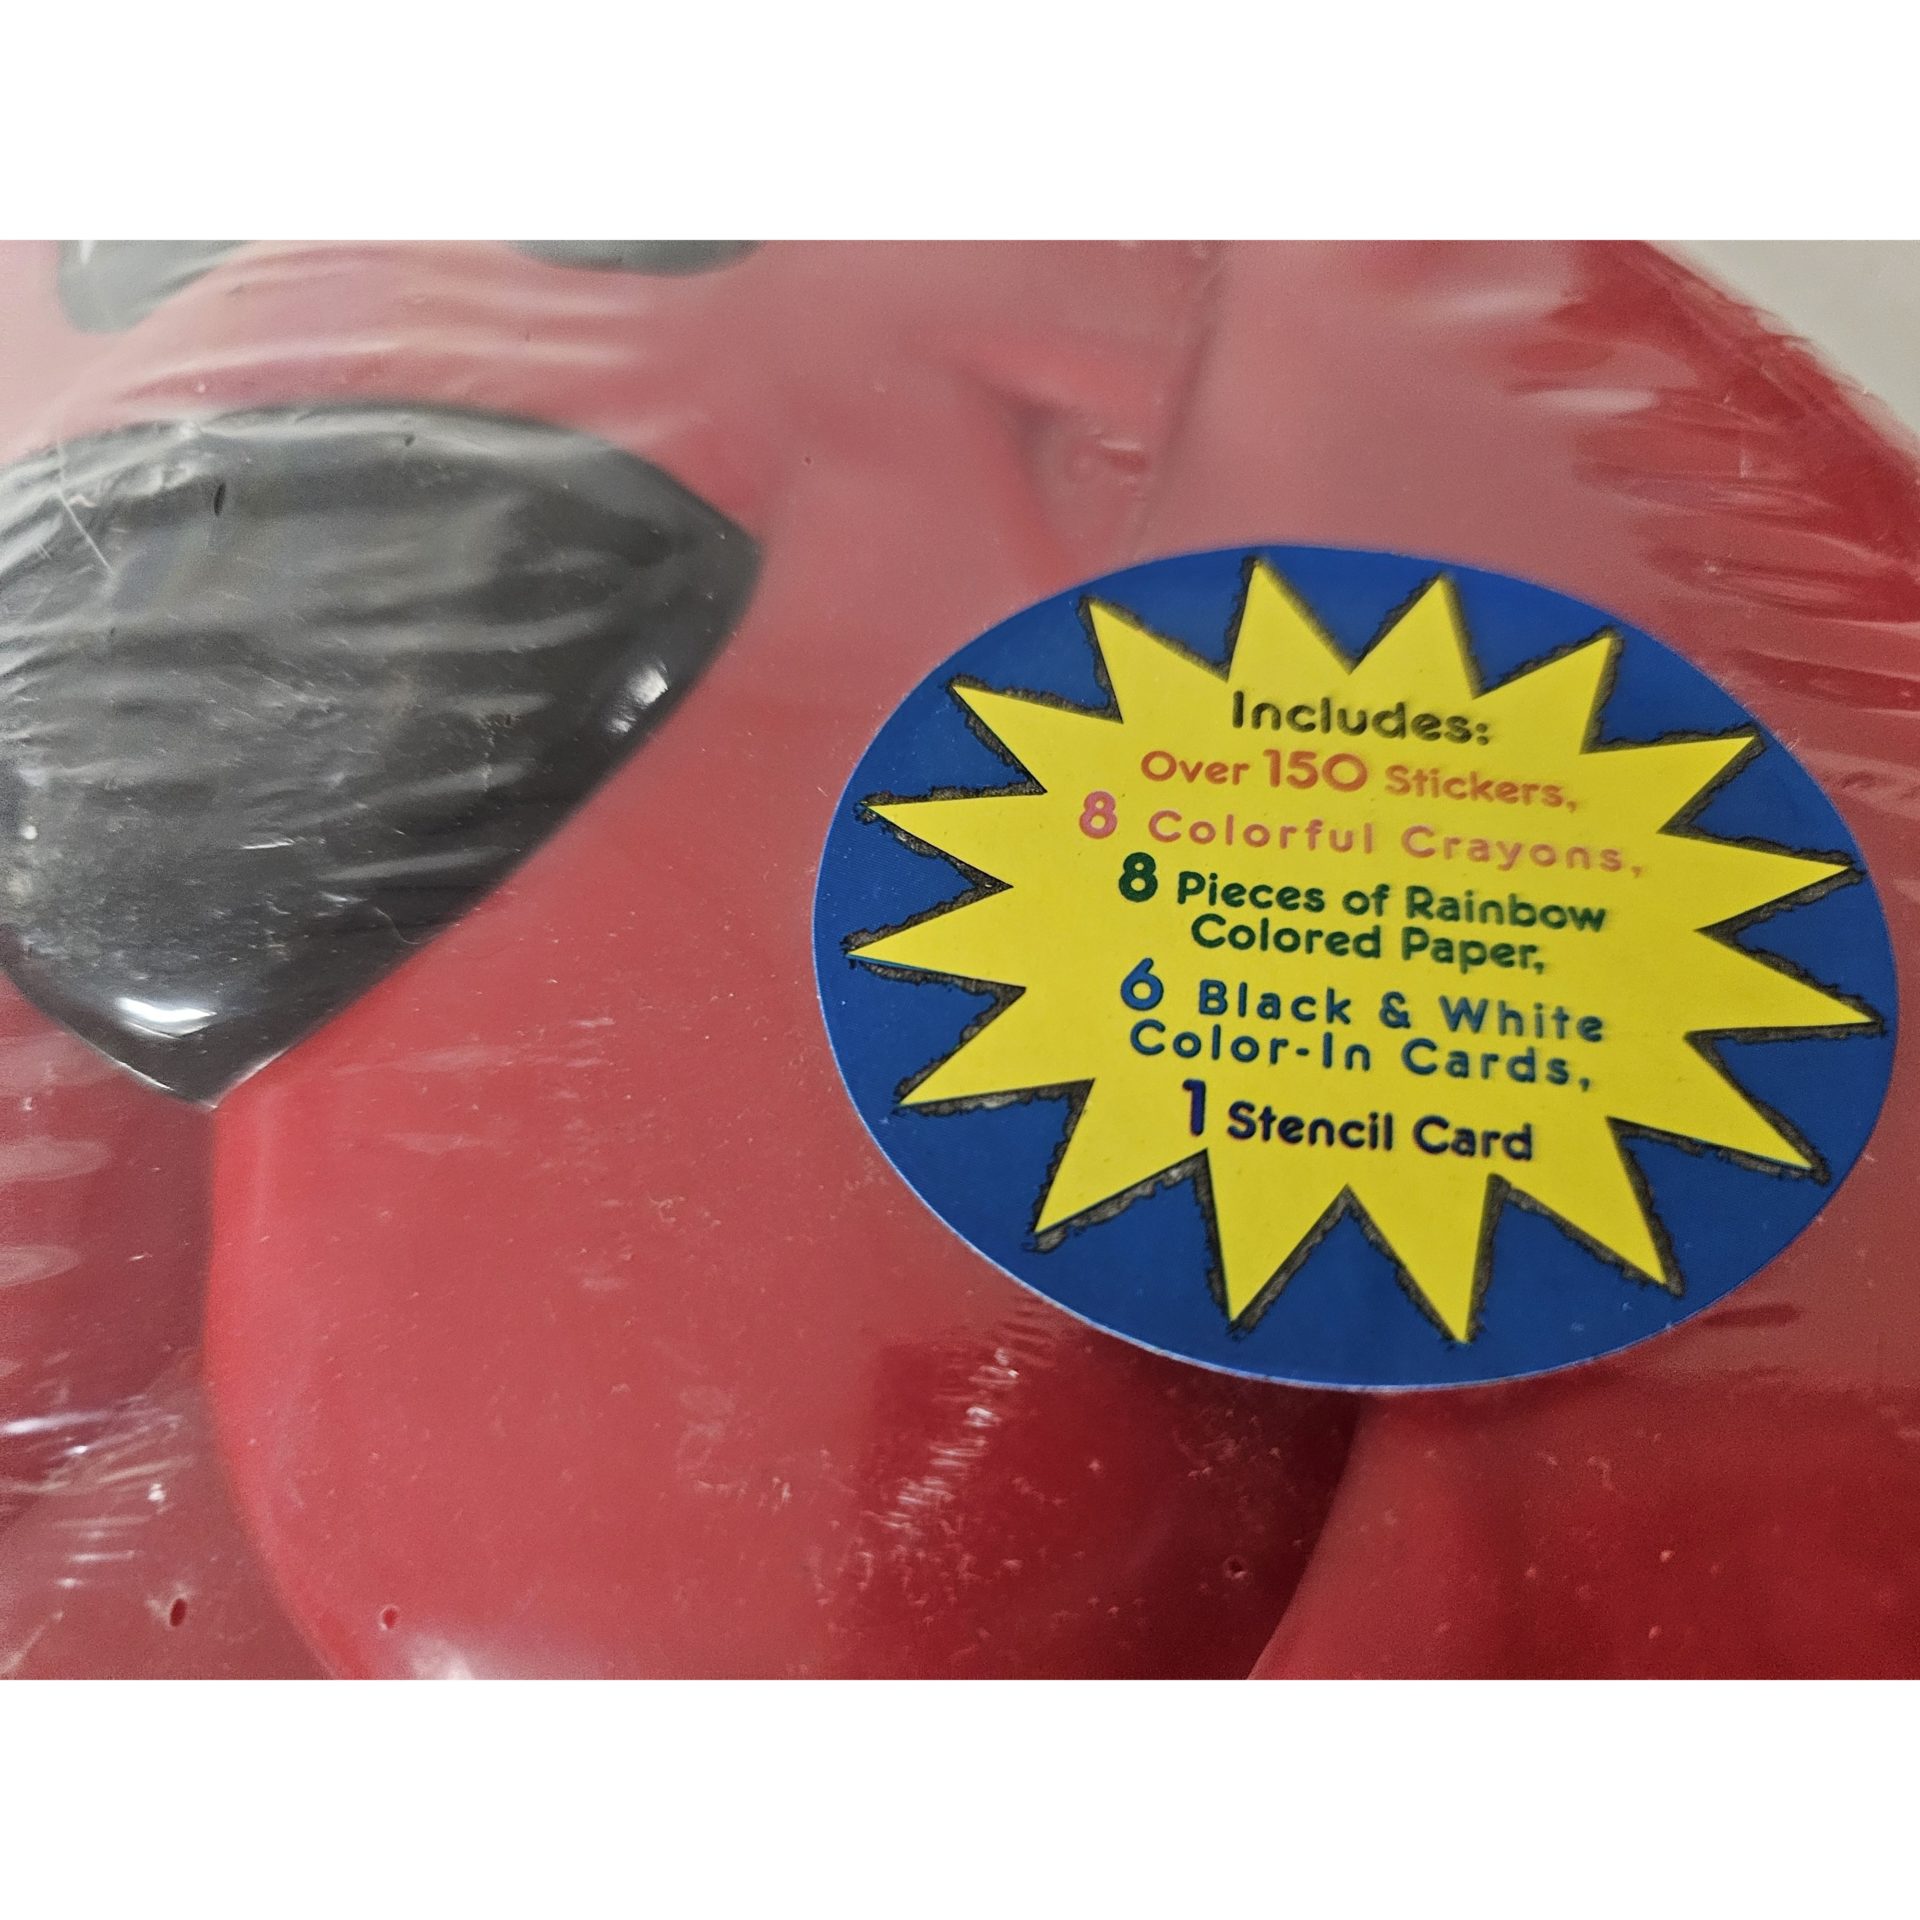 Includes:
Over 150 Stickers,
8 Colorful Crayons,
8 Pieces of Rainbow
Colored Paper,
6 Black & White
Color-In Cards,
1 Stencil Card